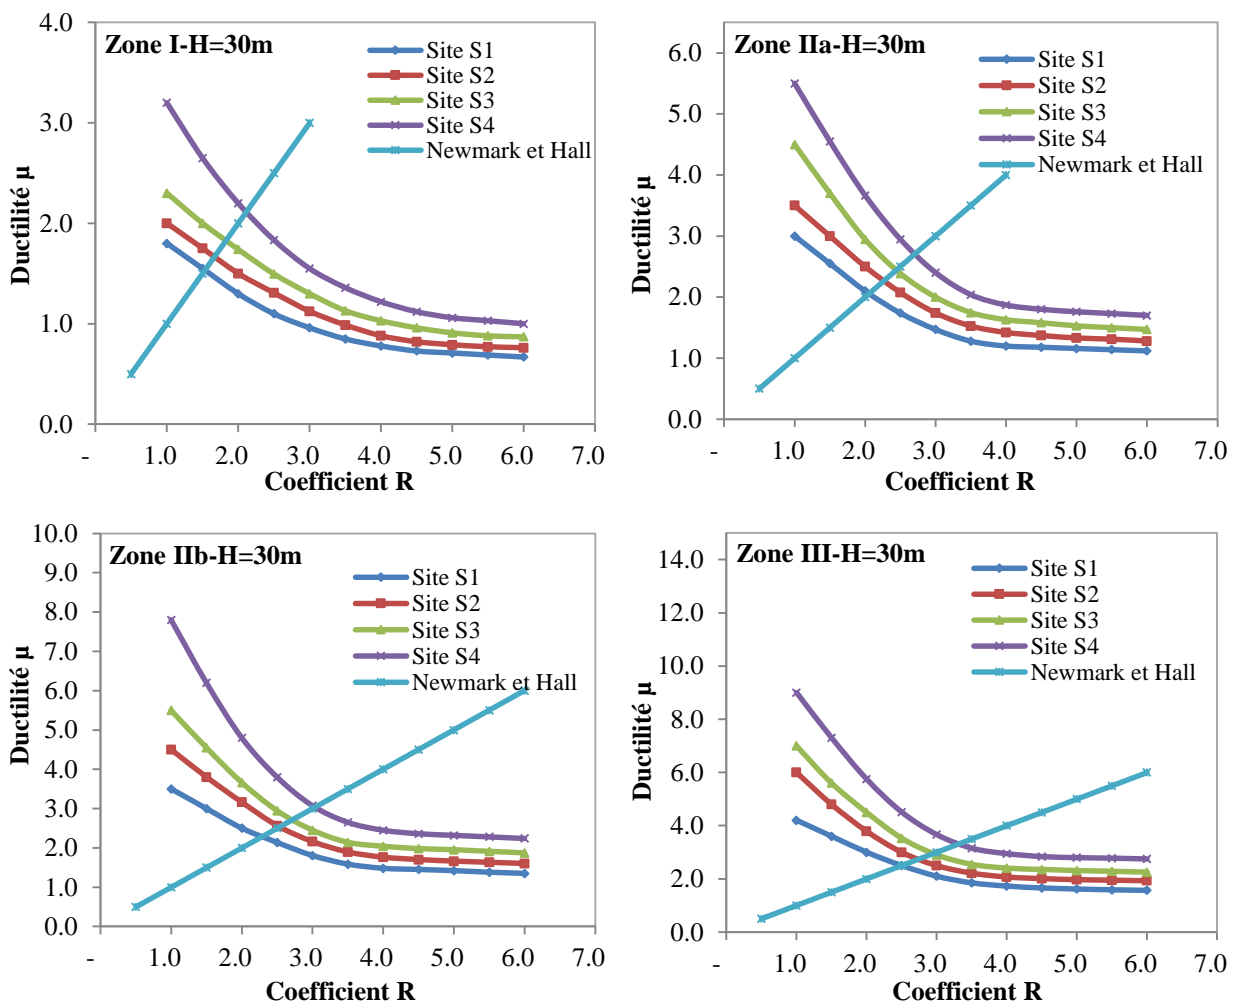 Zone I-H=30m
4.0
3.0
2.0
1.0
0.0
Ductilité μ
Site S1
Site S2
Site S3
Site S4
Newmark et Hall
- 1.0 2.0 3.0 4.0 5.0 6.0 7.0
Coefficient R
Zone IIa-H=30m
6.0
5.0
4.0
3.0
2.0
1.0
0.0
Ductilité μ
Site S1
Site S2
Site S3
Site S4
Newmark et Hall
- 1.0 2.0 3.0 4.0 5.0 6.0 7.0
Coefficient R
Zone IIb-H=30m
10.0
9.0
8.0
7.0
6.0
5.0
4.0
3.0
2.0
1.0
0.0
Ductilité μ
Site S1
Site S2
Site S3
Site S4
Newmark et Hall
- 1.0 2.0 3.0 4.0 5.0 6.0 7.0
Coefficient R
Zone III-H=30m
14.0
12.0
10.0
8.0
6.0
4.0
2.0
0.0
Ductilité μ
Site S1
Site S2
Site S3
Site S4
Newmark et Hall
- 1.0 2.0 3.0 4.0 5.0 6.0 7.0
Coefficient R